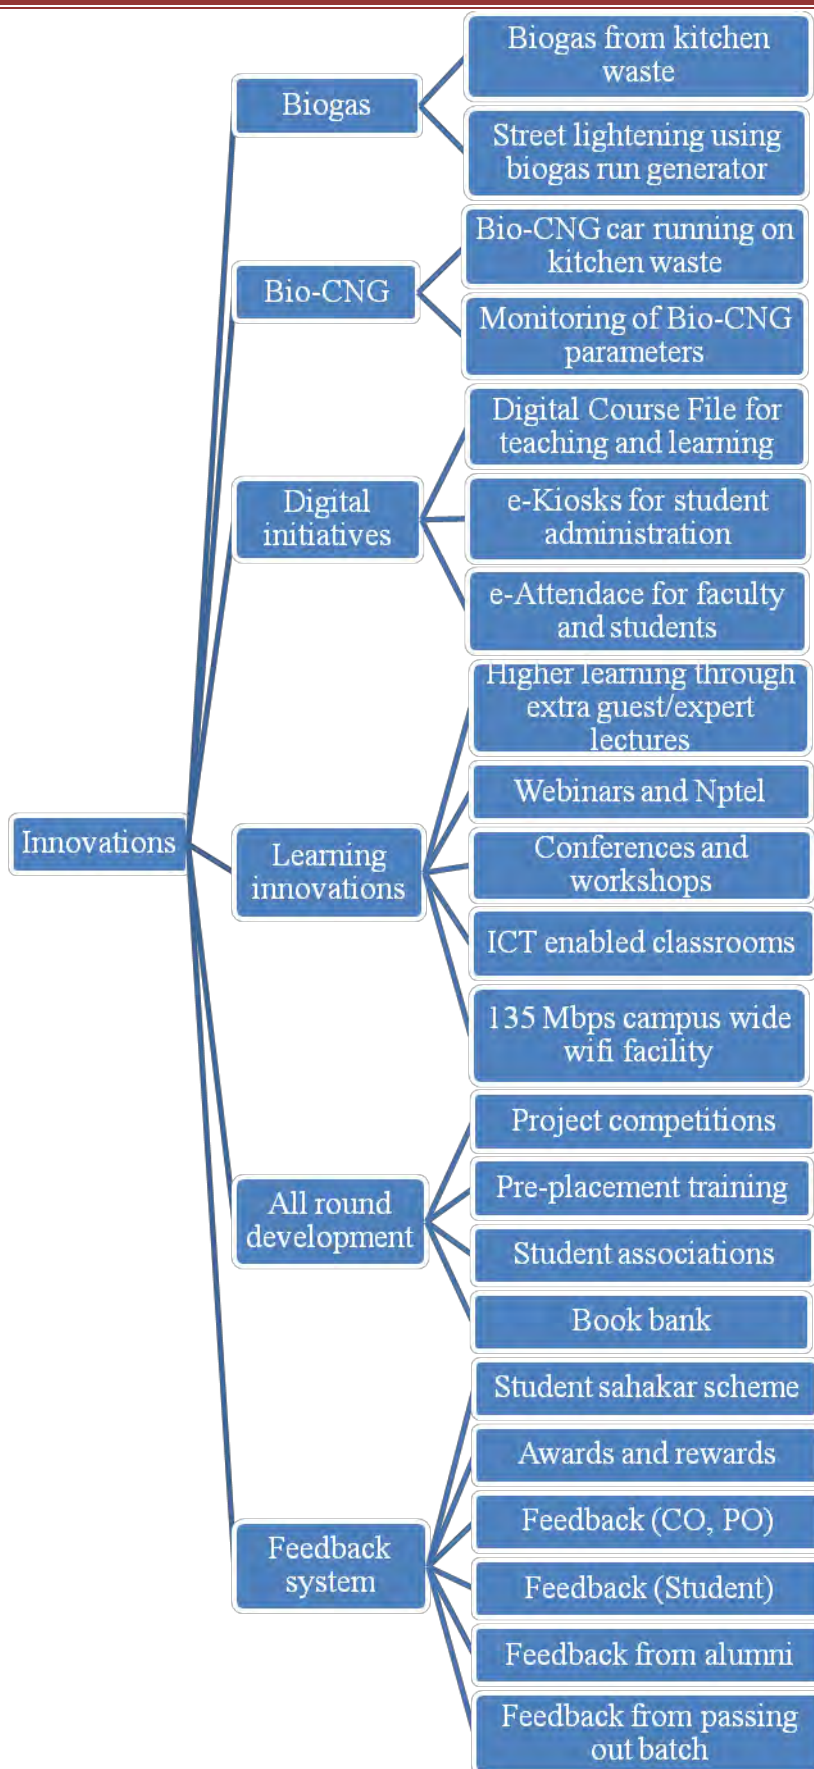 Innovations
Biogas
Biogas from kitchen
waste
Street lightening using
biogas run generator
Bio-CNG
Bio-CNG car running on
kitchen waste
Monitoring of Bio-CNG
parameters
Digital
initiatives
Digital Course File for
teaching and learning
e-Kiosks for student
administration
e-Attendace for faculty
and students
Learning
innovations
Higher learning through
extra guest/expert
lectures
Webinars and Nptel
Conferences and
workshops
ICT enabled classrooms
135 Mbps campus wide
wifi facility
All round
development
Project competitions
Pre-placement training
Student associations
Book bank
Feedback
system
Student sahakar scheme
Awards and rewards
Feedback (CO, PO)
Feedback (Student)
Feedback from alumni
Feedback from passing
out batch